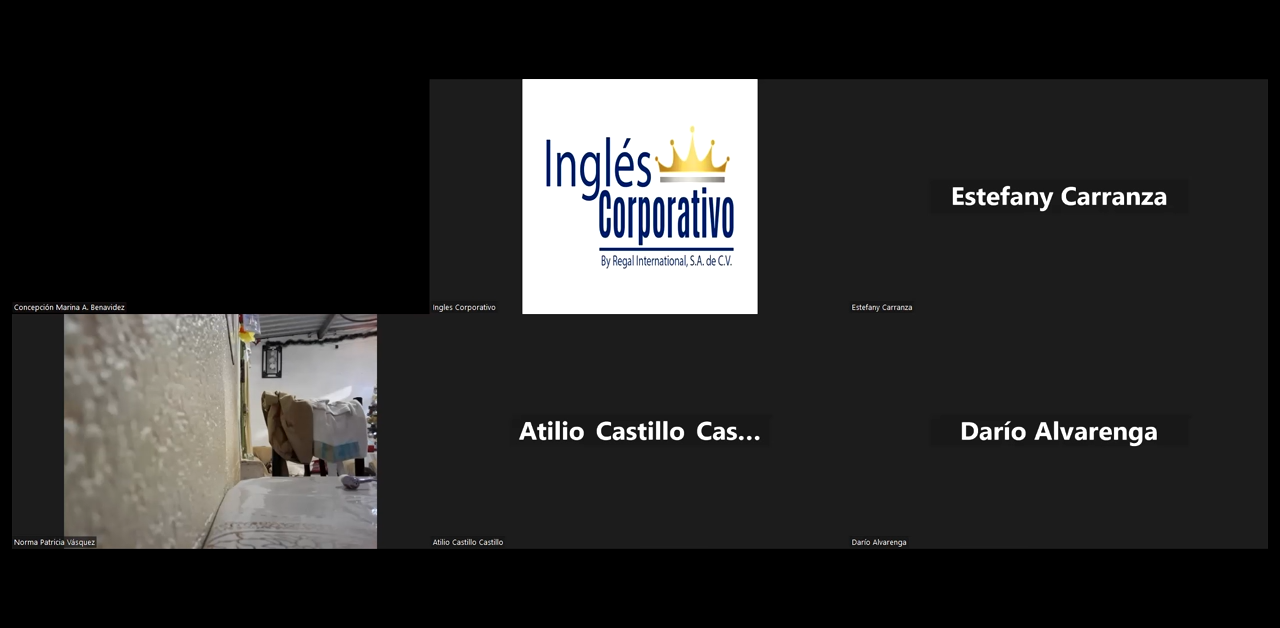 Inglés
Corporativo
By Regal International, S.A. de C.V.
Estefany Carranza
Concepción Marina A. Benavidez
Ingles Corporativo
Estefany Carranza
Atilio Castillo Cas...
Darío Alvarenga
Norma Patricia Vásquez
Atilio Castillo Castillo
Darío Alvarenga